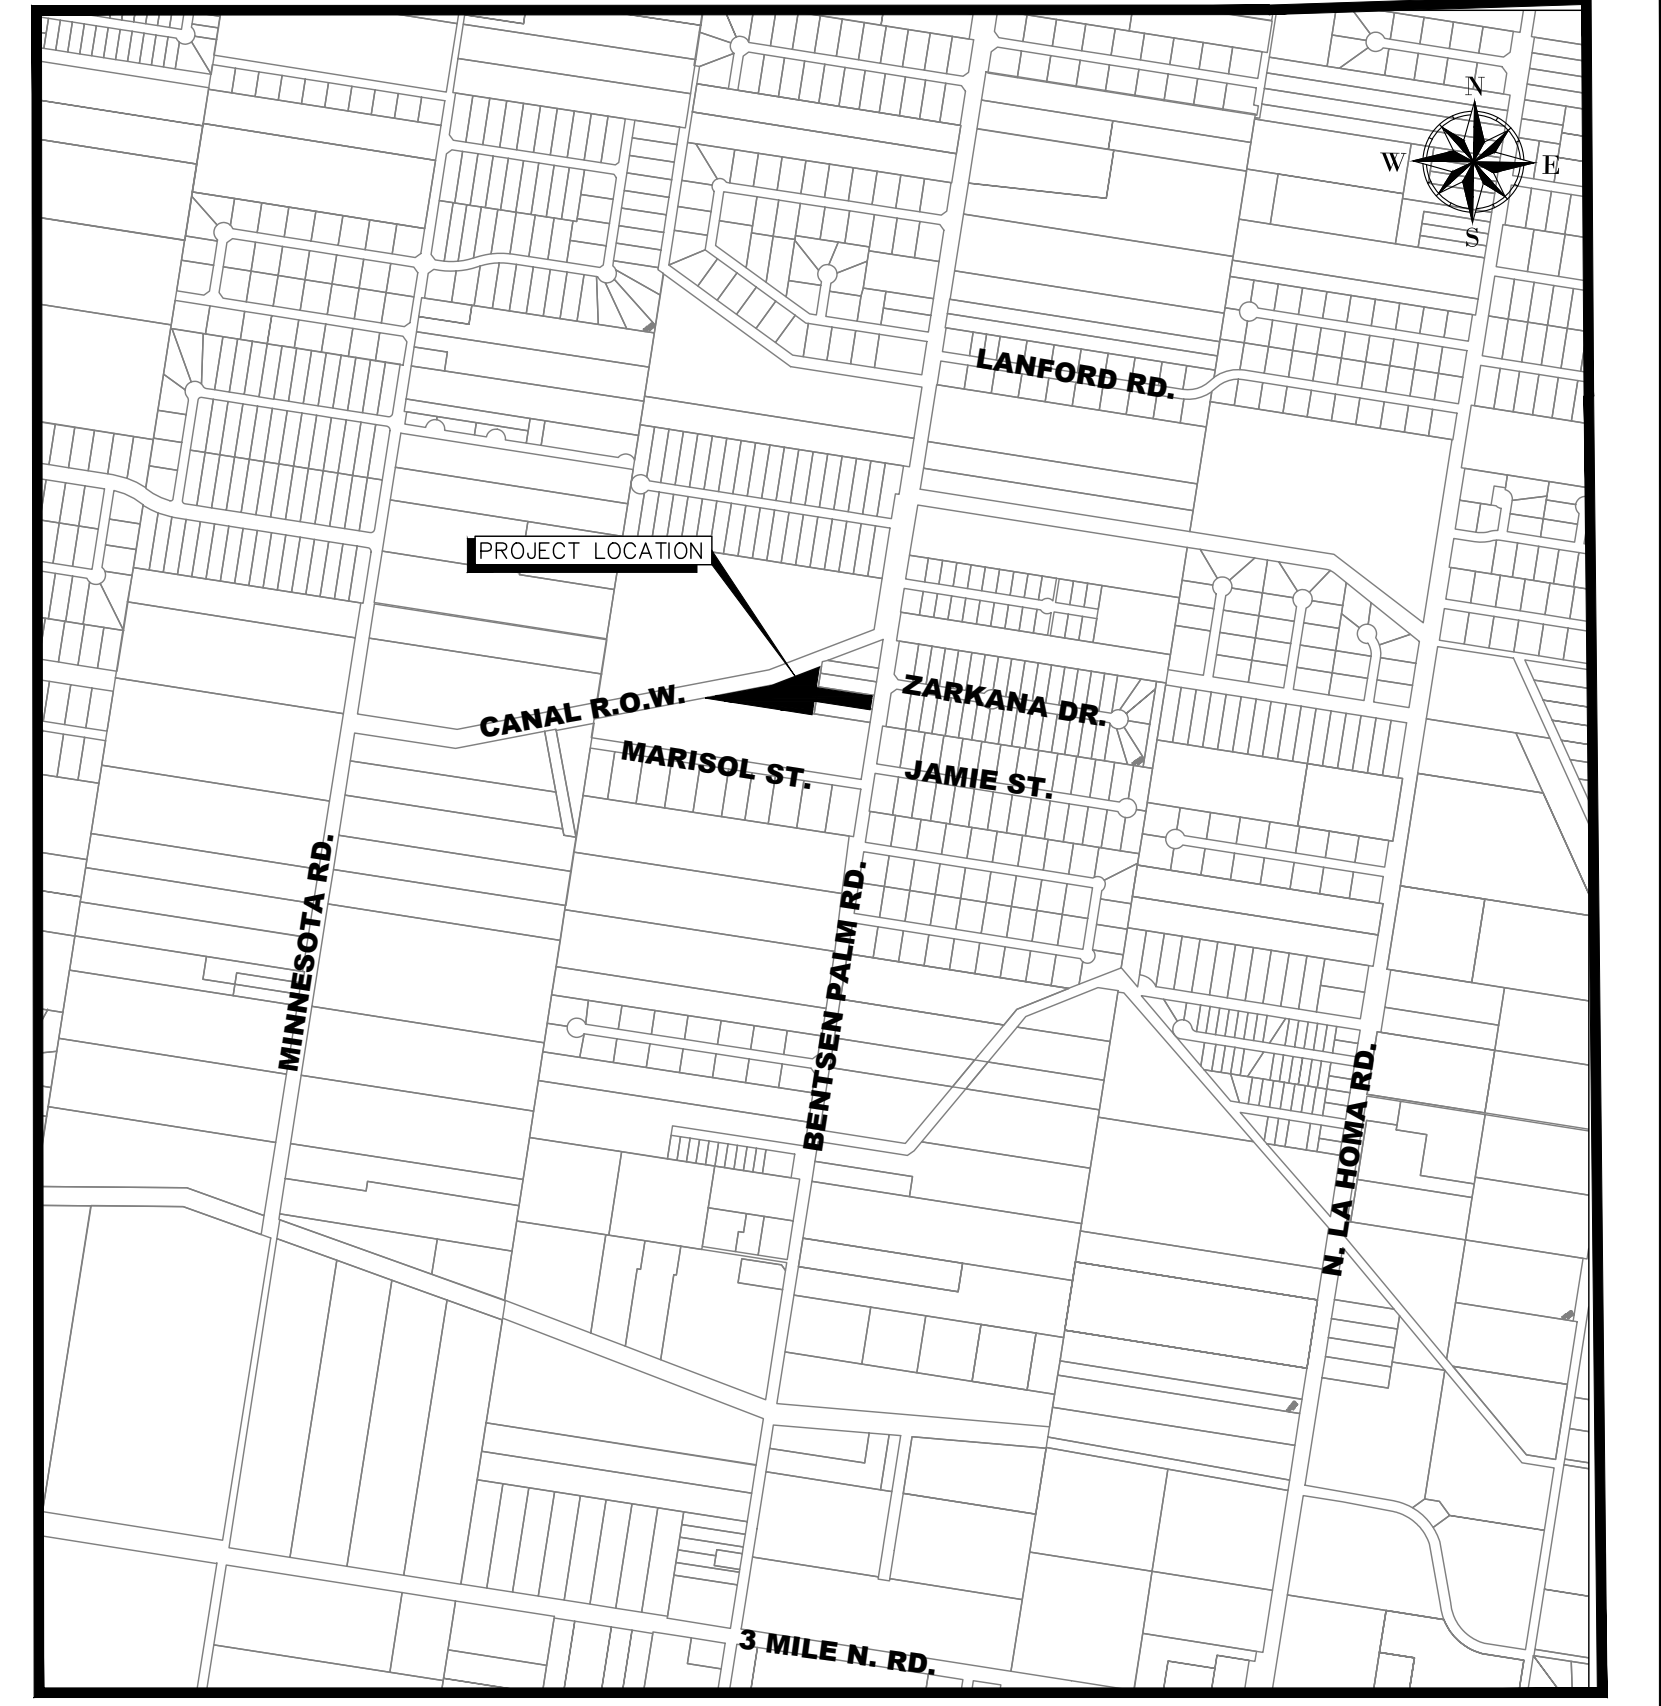 N
W
E
S
LANFORD RD.
PROJECT LOCATION
ZARKANA DR.
CANAL R.O.W.
MARISOL ST.
JAMIE ST.
MINNESOTA RD.
BENTSEN PALM RD.
N. LA HOMA RD.
3 MILE N. RD.